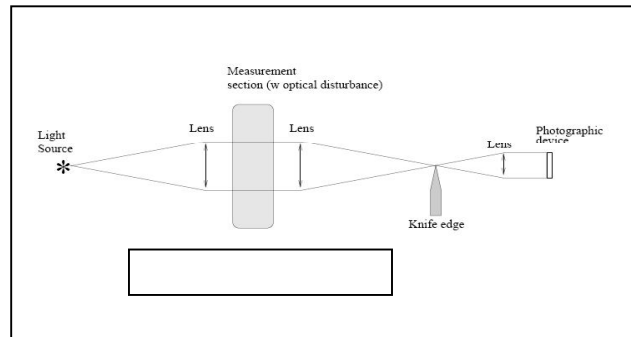 Measurement
section (w optical disturbance)
Light
Source
Lens
Lens
Lens
Photographic
device
Knife edge